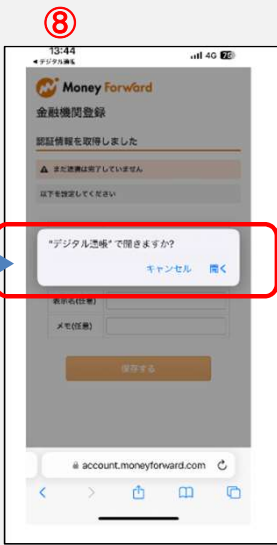 ⑧
13:44
4G
◀デジタル通帳
Money Forward
金融機関登録
認証情報を取得しました
まだ連携は完了していません
以下を設定してください
“デジタル通帳” で開きますか?
キャンセル 開く
表示名(任意)
メモ(任意)
保存する
account.moneyforward.com